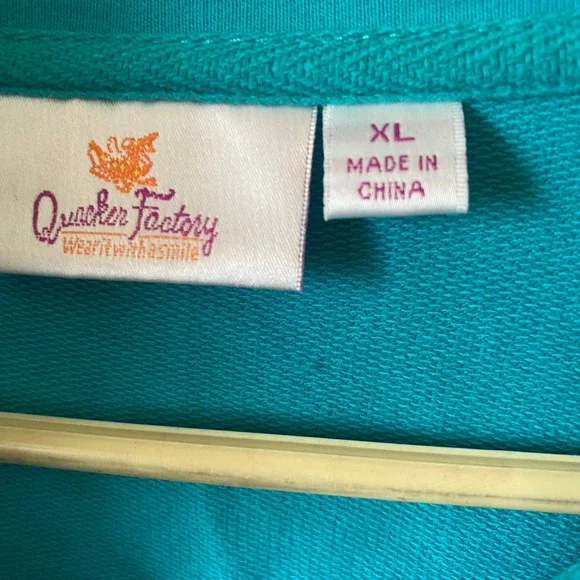 Quacker Factory
Wear it with a smile
XL
MADE IN
CHINA